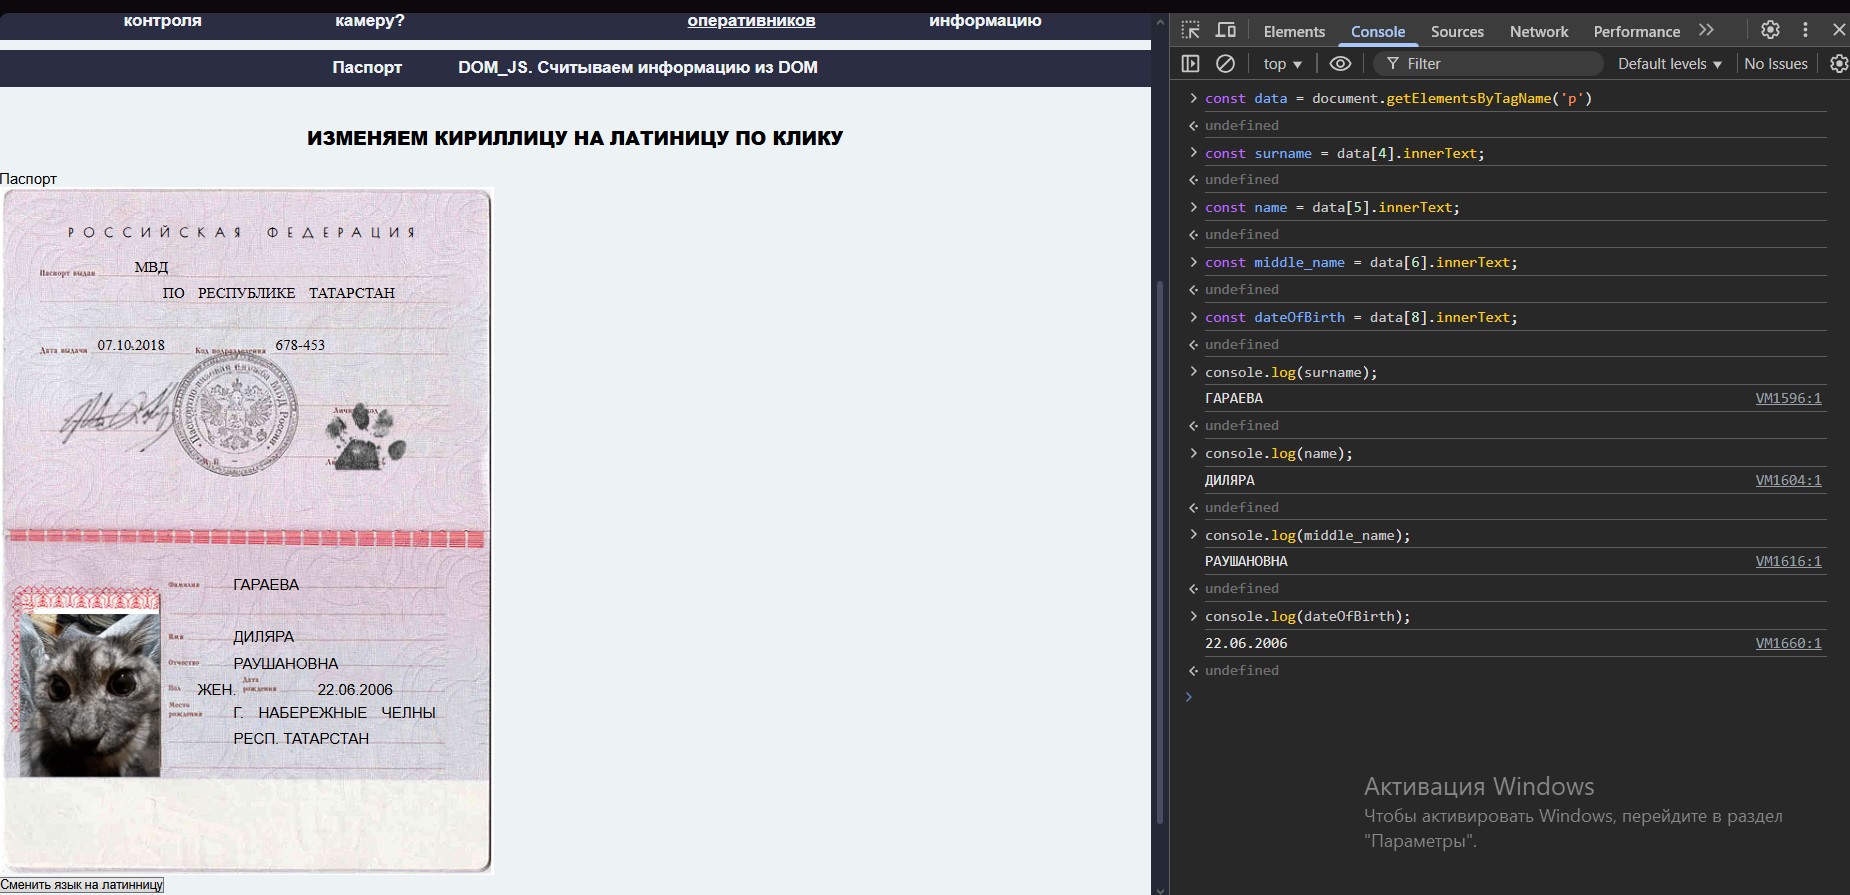 контроля камеру? оперативников информацию
Паспорт DOM_JS. Считываем информацию из DOM
ИЗМЕНЯЕМ КИРИЛЛИЦУ НА ЛАТИНИЦУ ПО КЛИКУ
Паспорт
РОССИЙСКАЯ ФЕДЕРАЦИЯ
Паспорт выдан МВД
ПО РЕСПУБЛИКЕ ТАТАРСТАН
Дата выдачи 07.10.2018 Код подразделения 678-453
Личный код
Фамилия ГАРАЕВА
Имя ДИЛЯРА
Отчество РАУШАНОВНА
Пол ЖЕН. Дата рождения 22.06.2006
Место рождения Г. НАБЕРЕЖНЫЕ ЧЕЛНЫ
РЕСП. ТАТАРСТАН
Сменить язык на латинницу
Elements Console Sources Network Performance
top Filter Default levels No Issues
const data = document.getElementsByTagName('p')
undefined
const surname = data[4].innerText;
undefined
const name = data[5].innerText;
undefined
const middle_name = data[6].innerText;
undefined
const dateOfBirth = data[8].innerText;
undefined
console.log(surname);
ГАРАЕВА VM1596:1
undefined
console.log(name);
ДИЛЯРА VM1604:1
undefined
console.log(middle_name);
РАУШАНОВНА VM1616:1
undefined
console.log(dateOfBirth);
22.06.2006 VM1660:1
undefined
Активация Windows
Чтобы активировать Windows, перейдите в раздел
"Параметры".